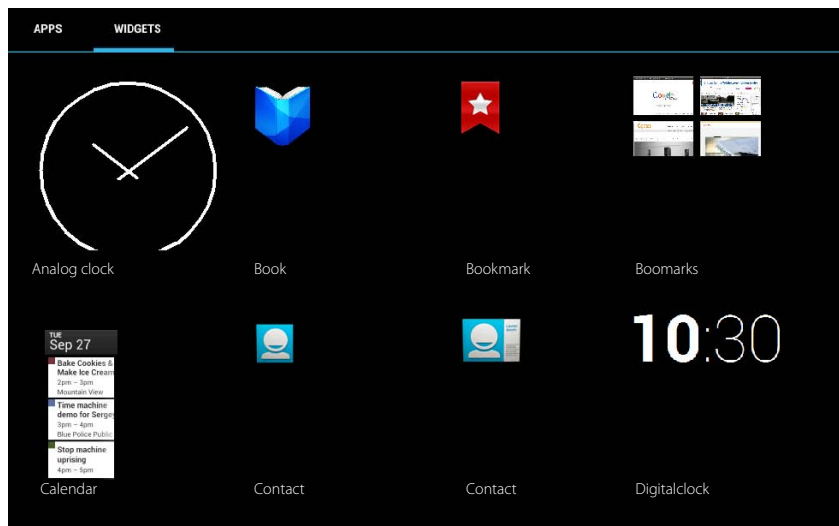 APPS WIDGETS
Google
Analog clock Book Bookmark Boomarks
TUE
Sep 27
Bake Cookies &
Make Ice Cream
2pm – 3pm
Mountain View
Time machine
demo for Sergey
3pm – 4pm
Blue Police Public
Stop machine
uprising
4pm – 5pm
10:30
Calendar Contact Contact Digitalclock